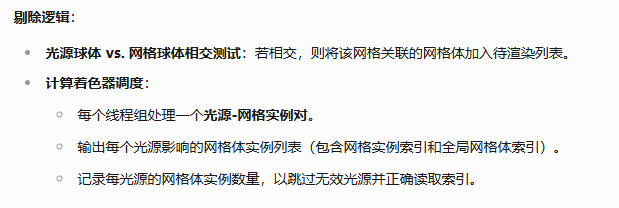 剔除逻辑：
光源球体 vs. 网格球体相交测试：若相交，则将该网格关联的网格体加入待渲染列表。
计算着色器调度：
每个线程组处理一个光源-网格实例对。
输出每个光源影响的网格体实例列表（包含网格实例索引和全局网格体索引）。
记录每光源的网格体实例数量，以跳过无效光源并正确读取索引。